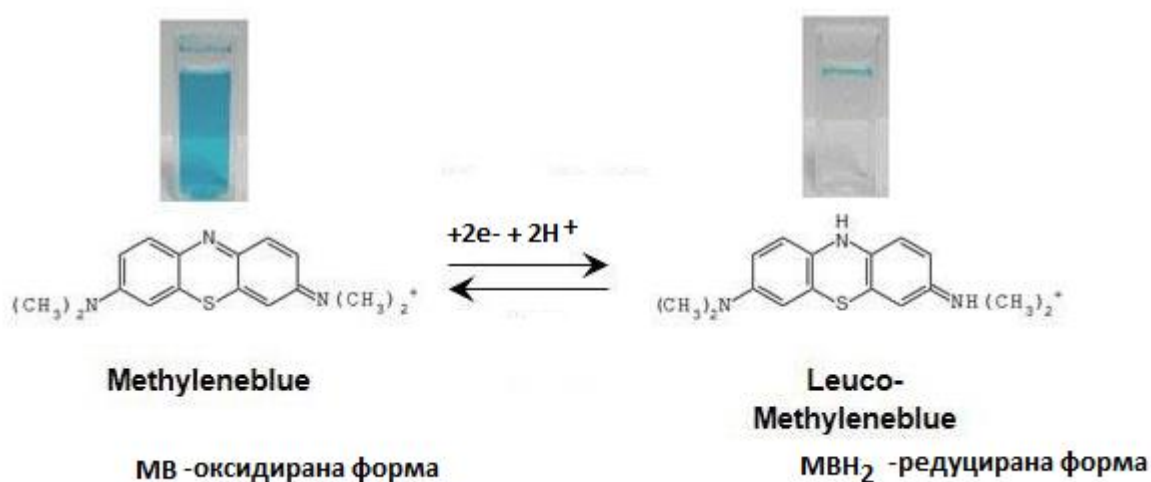 +2e- + 2H+
N
S
(CH3)2N
N(CH3)2+
H
N
S
(CH3)2N
NH(CH3)2+
Methyleneblue
Leuco-
Methyleneblue
MB -оксидирана форма
MBH2 -редуцирана форма